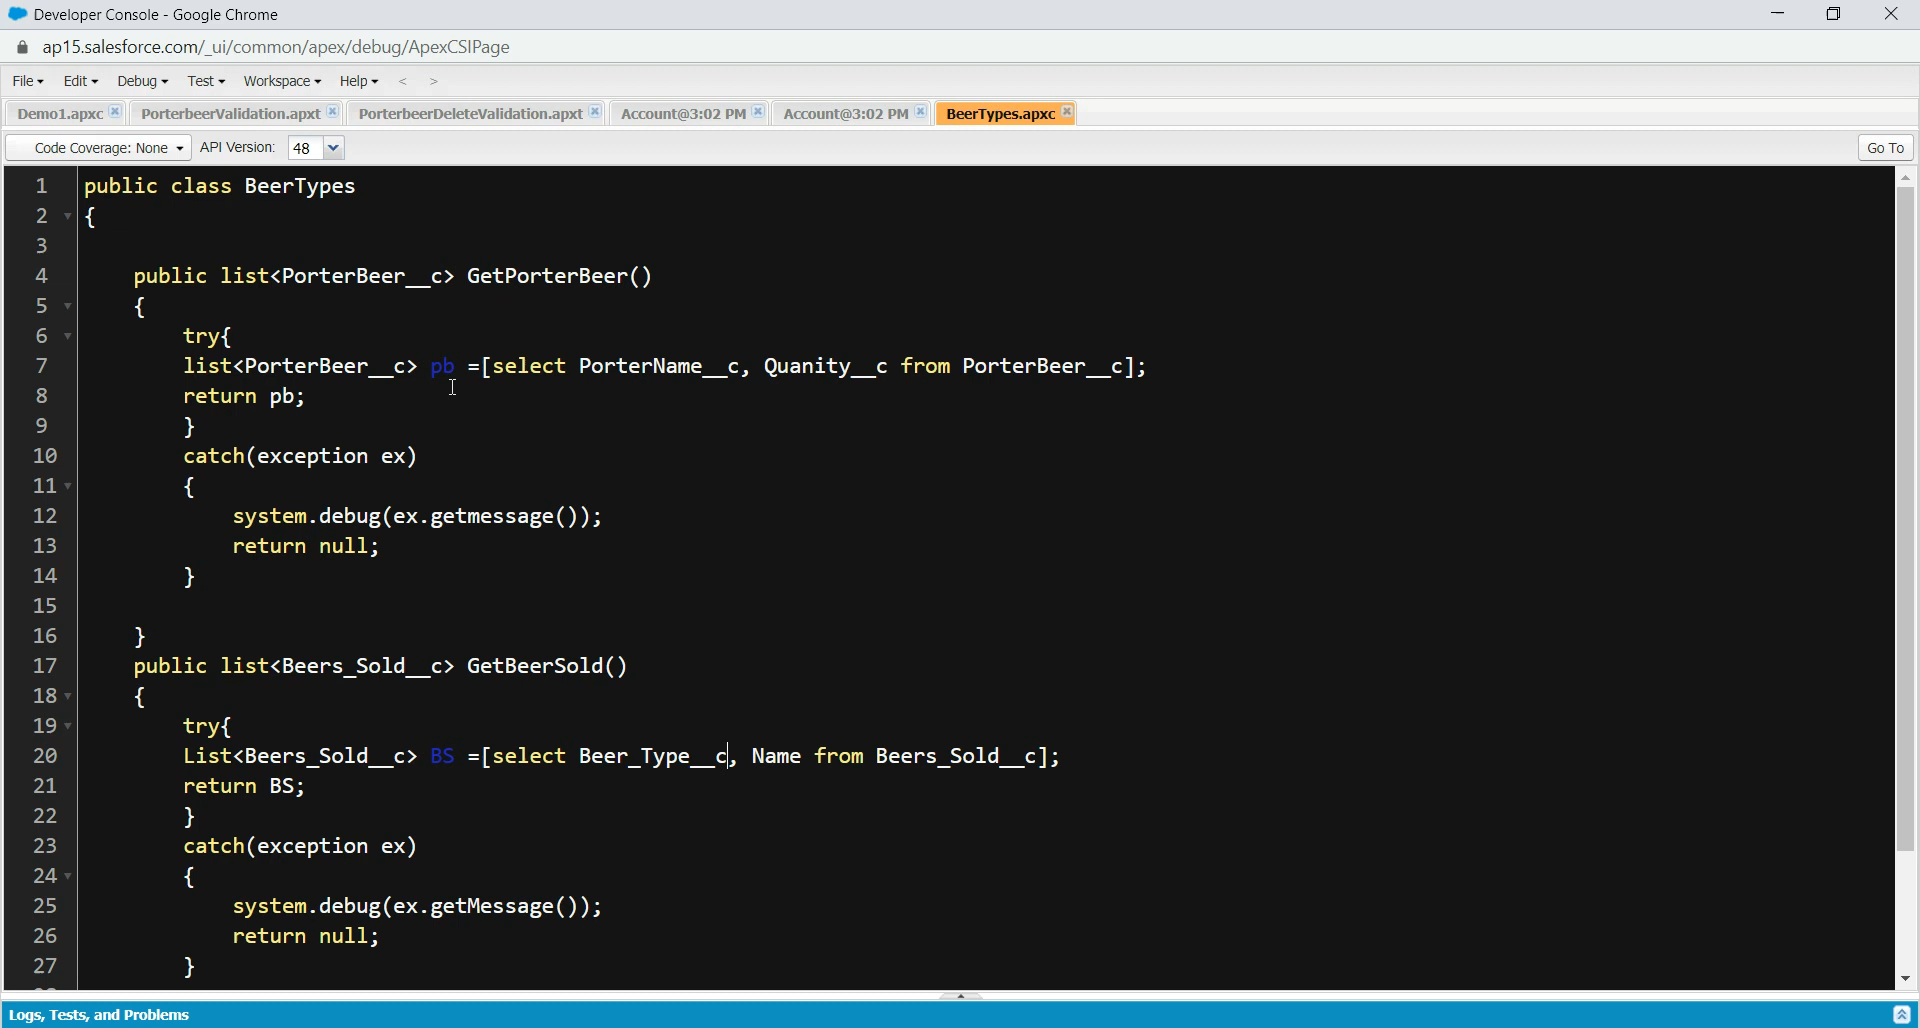 Developer Console - Google Chrome
ap15.salesforce.com/_ui/common/apex/debug/ApexCSIPage
File Edit Debug Test Workspace Help < >
Demo1.apxc PorterbeerValidation.apxt PorterbeerDeleteValidation.apxt Account@3:02 PM Account@3:02 PM BeerTypes.apxc
Code Coverage: None API Version: 48 Go To
1 public class BeerTypes
2 {
3
4 public list<PorterBeer__c> GetPorterBeer()
5 {
6 try{
7 list<PorterBeer__c> pb =[select PorterName__c, Quanity__c from PorterBeer__c];
8 return pb;
9 }
10 catch(exception ex)
11 {
12 system.debug(ex.getmessage());
13 return null;
14 }
15
16 }
17 public list<Beers_Sold__c> GetBeerSold()
18 {
19 try{
20 List<Beers_Sold__c> BS =[select Beer_Type__c, Name from Beers_Sold__c];
21 return BS;
22 }
23 catch(exception ex)
24 {
25 system.debug(ex.getMessage());
26 return null;
27 }
Logs, Tests, and Problems